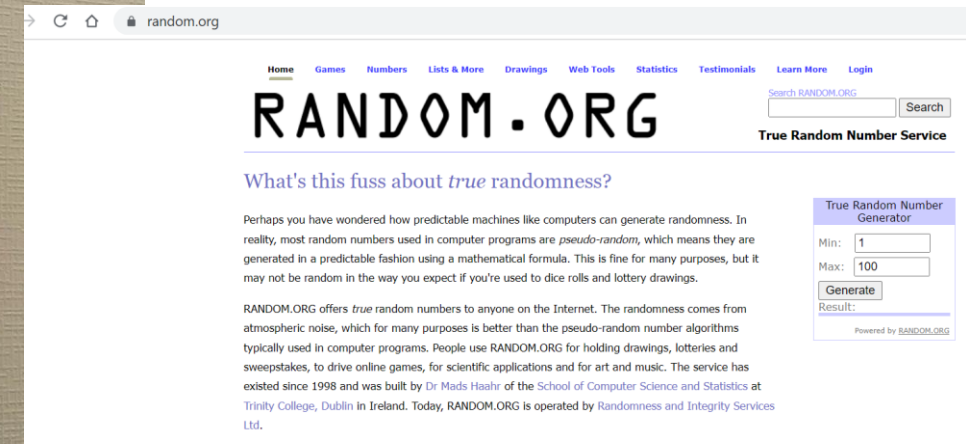 random.org
Home Games Numbers Lists & More Drawings Web Tools Statistics Testimonials Learn More Login
RANDOM.ORG
Search RANDOM.ORG
Search
True Random Number Service
What's this fuss about true randomness?
Perhaps you have wondered how predictable machines like computers can generate randomness. In
reality, most random numbers used in computer programs are pseudo-random, which means they are
generated in a predictable fashion using a mathematical formula. This is fine for many purposes, but it
may not be random in the way you expect if you're used to dice rolls and lottery drawings.
RANDOM.ORG offers true random numbers to anyone on the Internet. The randomness comes from
atmospheric noise, which for many purposes is better than the pseudo-random number algorithms
typically used in computer programs. People use RANDOM.ORG for holding drawings, lotteries and
sweepstakes, to drive online games, for scientific applications and for art and music. The service has
existed since 1998 and was built by Dr Mads Haahr of the School of Computer Science and Statistics at
Trinity College, Dublin in Ireland. Today, RANDOM.ORG is operated by Randomness and Integrity Services
Ltd.
True Random Number
Generator
Min: 1
Max: 100
Generate
Result:
Powered by RANDOM.ORG